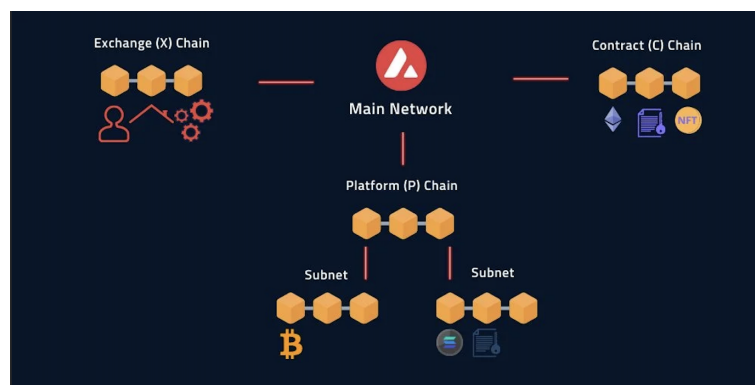 Exchange (X) Chain
Contract (C) Chain
Main Network
NFT
Platform (P) Chain
Subnet
Subnet